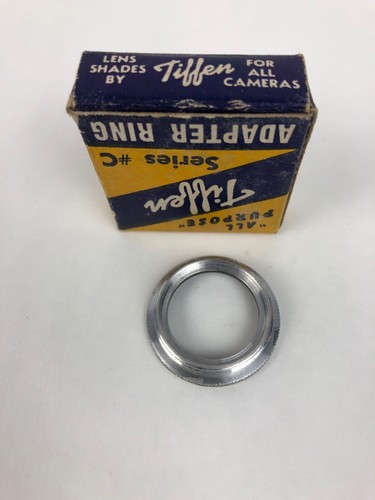 LENS SHADES BY
Tiffen
FOR ALL CAMERAS
"ALL PURPOSE"
Tiffen
Series #C
ADAPTER RING